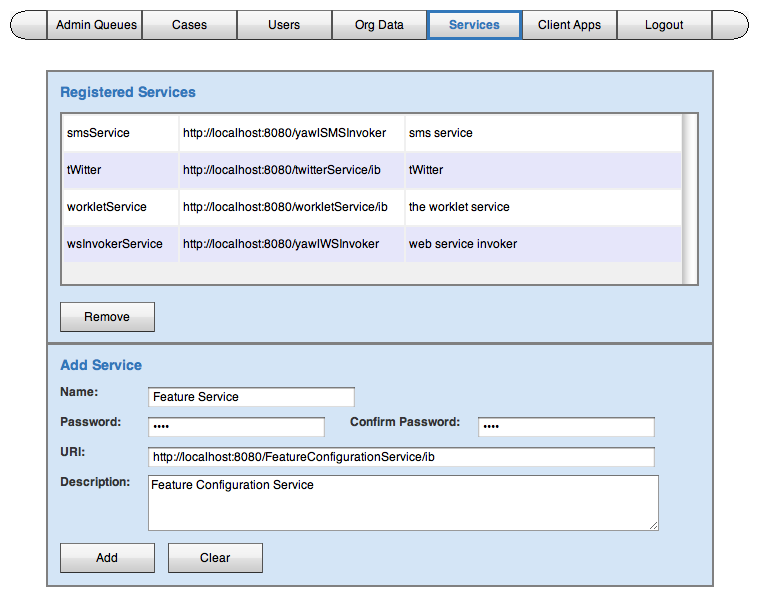 Admin Queues Cases Users Org Data Services Client Apps Logout
Registered Services
smsService http://localhost:8080/yawlSMSInvoker sms service
tWitter http://localhost:8080/twitterService/ib tWitter
workletService http://localhost:8080/workletService/ib the worklet service
wsInvokerService http://localhost:8080/yawlWSInvoker web service invoker
Remove
Add Service
Name: Feature Service
Password: •••• Confirm Password: ••••
URI: http://localhost:8080/FeatureConfigurationService/ib
Description: Feature Configuration Service
Add Clear